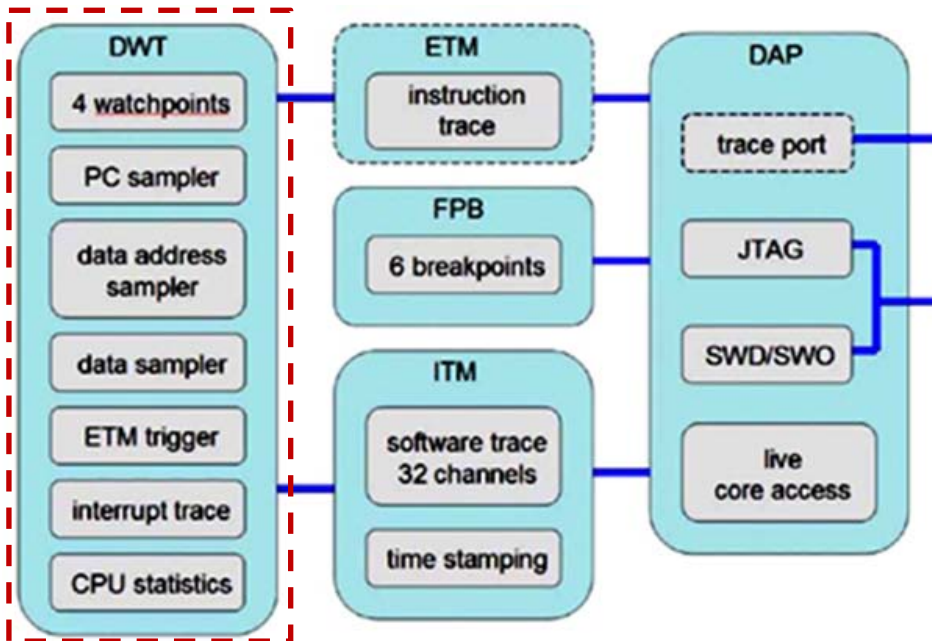 DWT
4 watchpoints
PC sampler
data address
sampler
data sampler
ETM trigger
interrupt trace
CPU statistics
ETM
instruction
trace
FPB
6 breakpoints
ITM
software trace
32 channels
time stamping
DAP
trace port
JTAG
SWD/SWO
live
core access